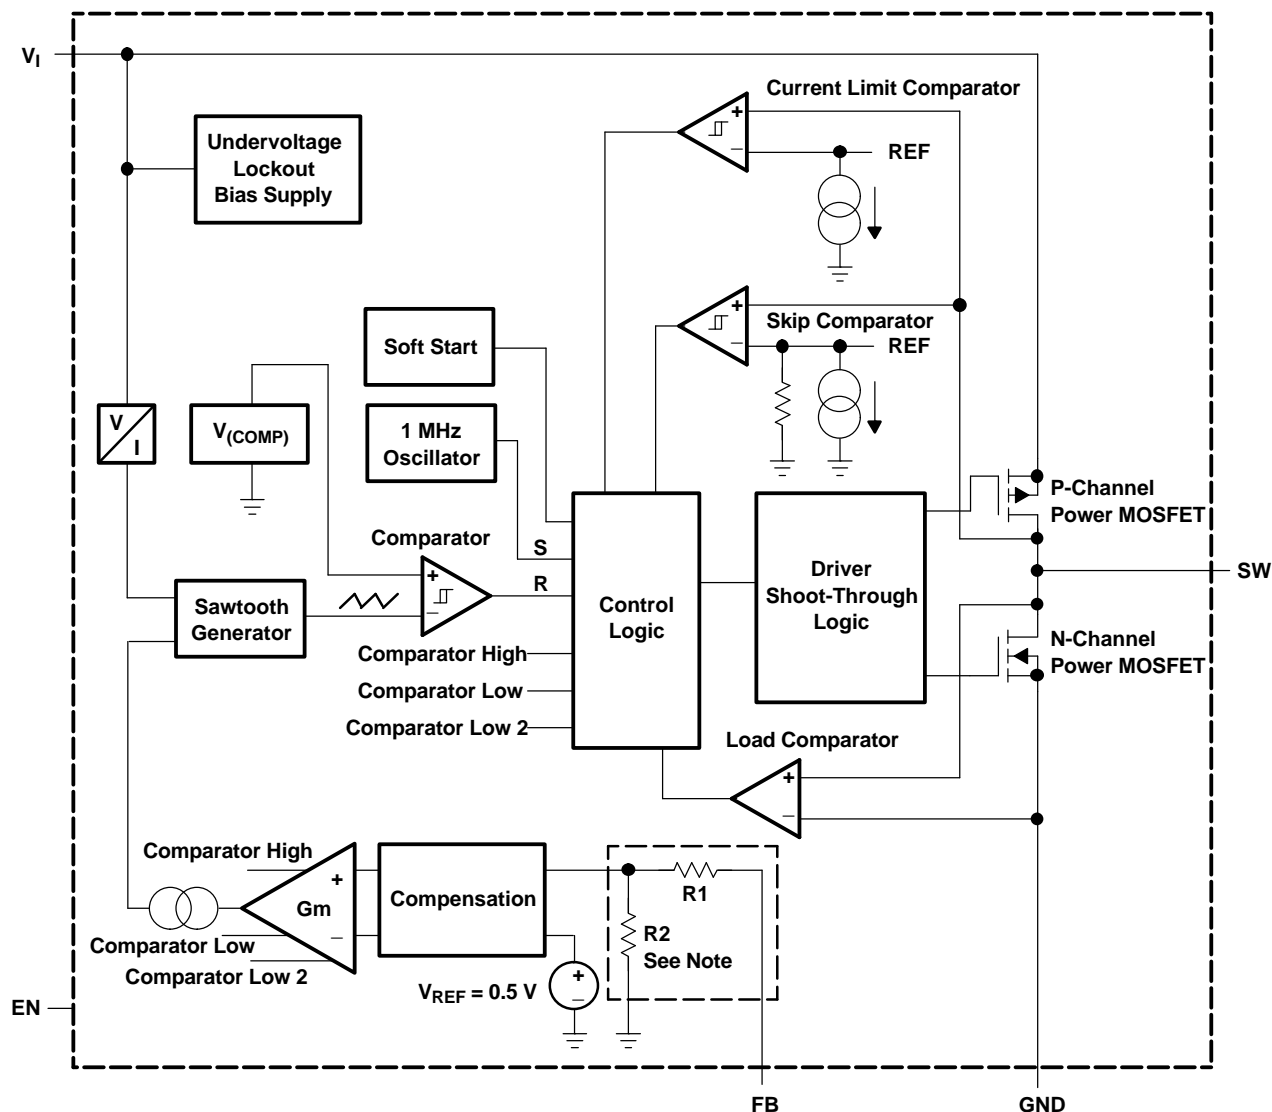 V_I
Current Limit Comparator
+
–
REF
Undervoltage
Lockout
Bias Supply
Soft Start
+
–
Skip Comparator
REF
V
I
V(COMP)
1 MHz
Oscillator
P-Channel
Power MOSFET
Comparator
+
–
S
R
Control
Logic
Driver
Shoot-Through
Logic
SW
Sawtooth
Generator
N-Channel
Power MOSFET
Comparator High
Comparator Low
Comparator Low 2
Load Comparator
+
–
Comparator High
+
Gm
–
Compensation
R1
R2
See Note
Comparator Low
Comparator Low 2
VREF = 0.5 V
+
–
EN
FB
GND